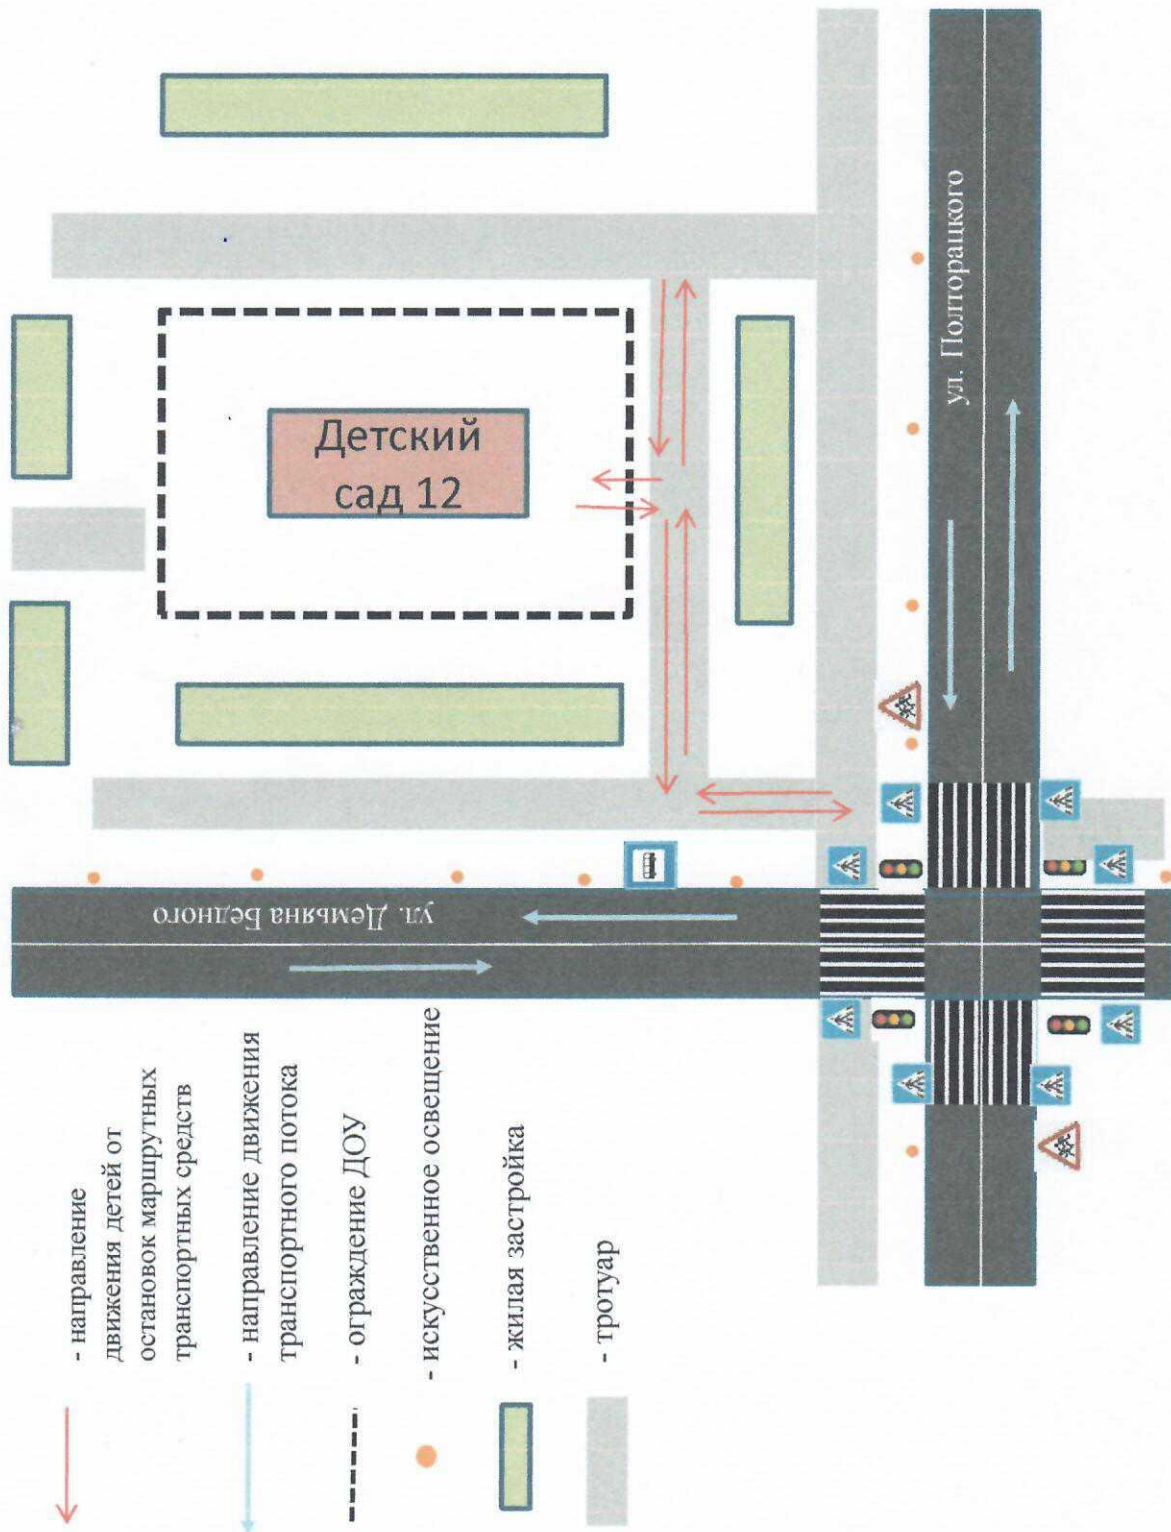 Детский
сад 12
ул. Полторацкого
ул. Демьяна Бедного
- направление
движения детей от
остановок маршрутных
транспортных средств
- направление движения
транспортного потока
- ограждение ДОУ
- искусственное освещение
- жилая застройка
- тротуар